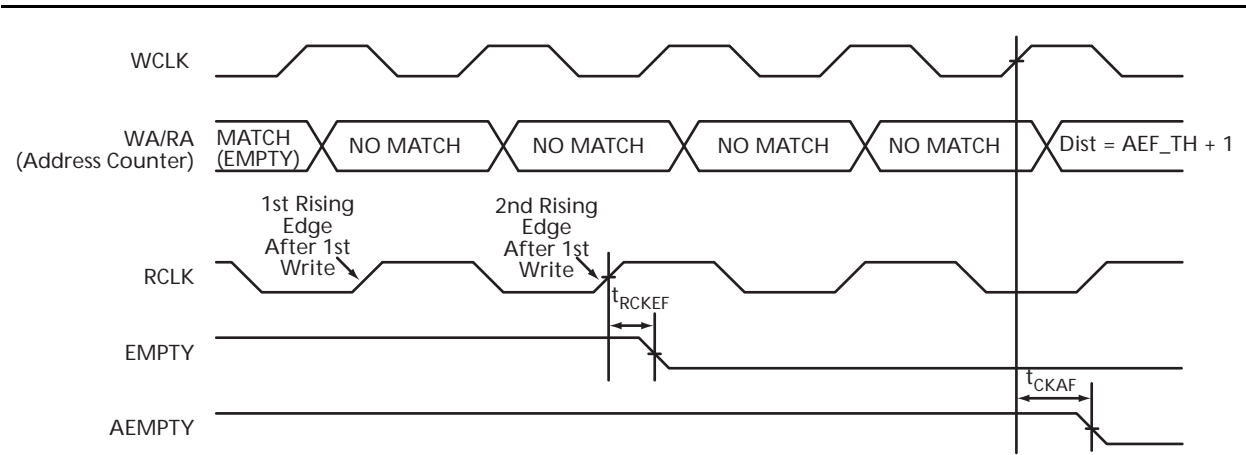 WCLK
WA/RA
(Address Counter)
MATCH
(EMPTY)
NO MATCH
NO MATCH
NO MATCH
NO MATCH
Dist = AEF_TH + 1
1st Rising
Edge
After 1st
Write
2nd Rising
Edge
After 1st
Write
RCLK
tRCKEF
EMPTY
tCKAF
AEMPTY